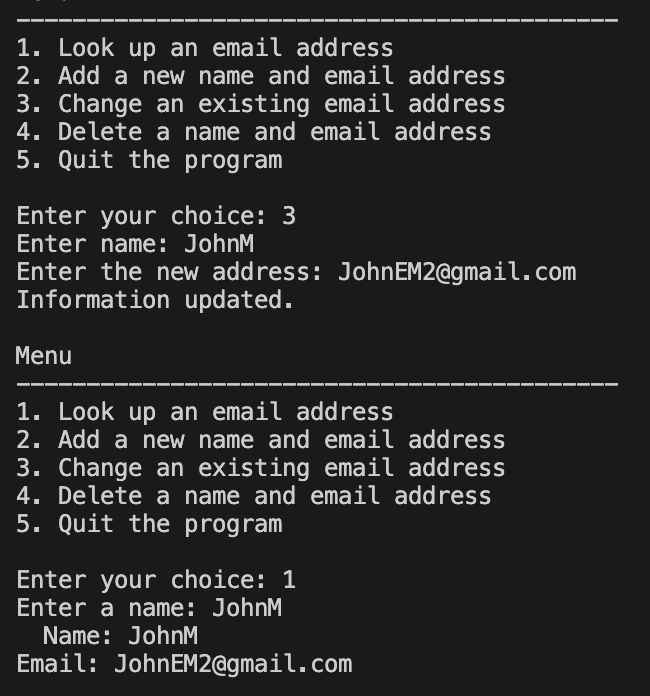 -------------------------------------------
1. Look up an email address
2. Add a new name and email address
3. Change an existing email address
4. Delete a name and email address
5. Quit the program
Enter your choice: 3
Enter name: JohnM
Enter the new address: JohnEM2@gmail.com
Information updated.
Menu
-------------------------------------------
1. Look up an email address
2. Add a new name and email address
3. Change an existing email address
4. Delete a name and email address
5. Quit the program
Enter your choice: 1
Enter a name: JohnM
  Name: JohnM
Email: JohnEM2@gmail.com